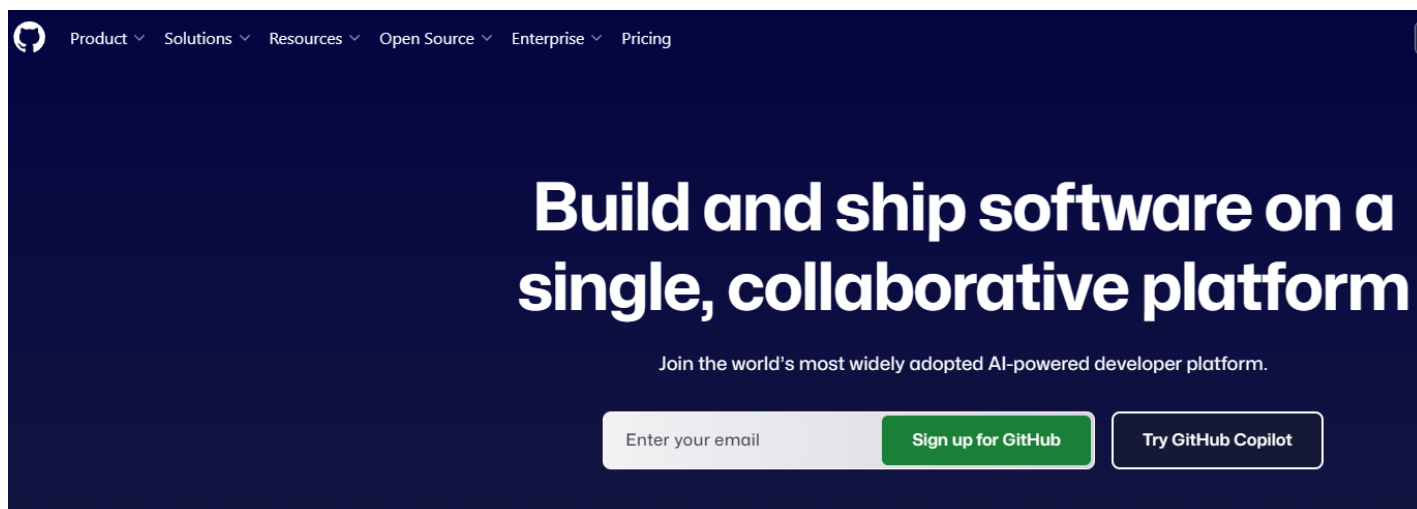 Product Solutions Resources Open Source Enterprise Pricing
Build and ship software on a
single, collaborative platform
Join the world's most widely adopted AI-powered developer platform.
Enter your email Sign up for GitHub Try GitHub Copilot